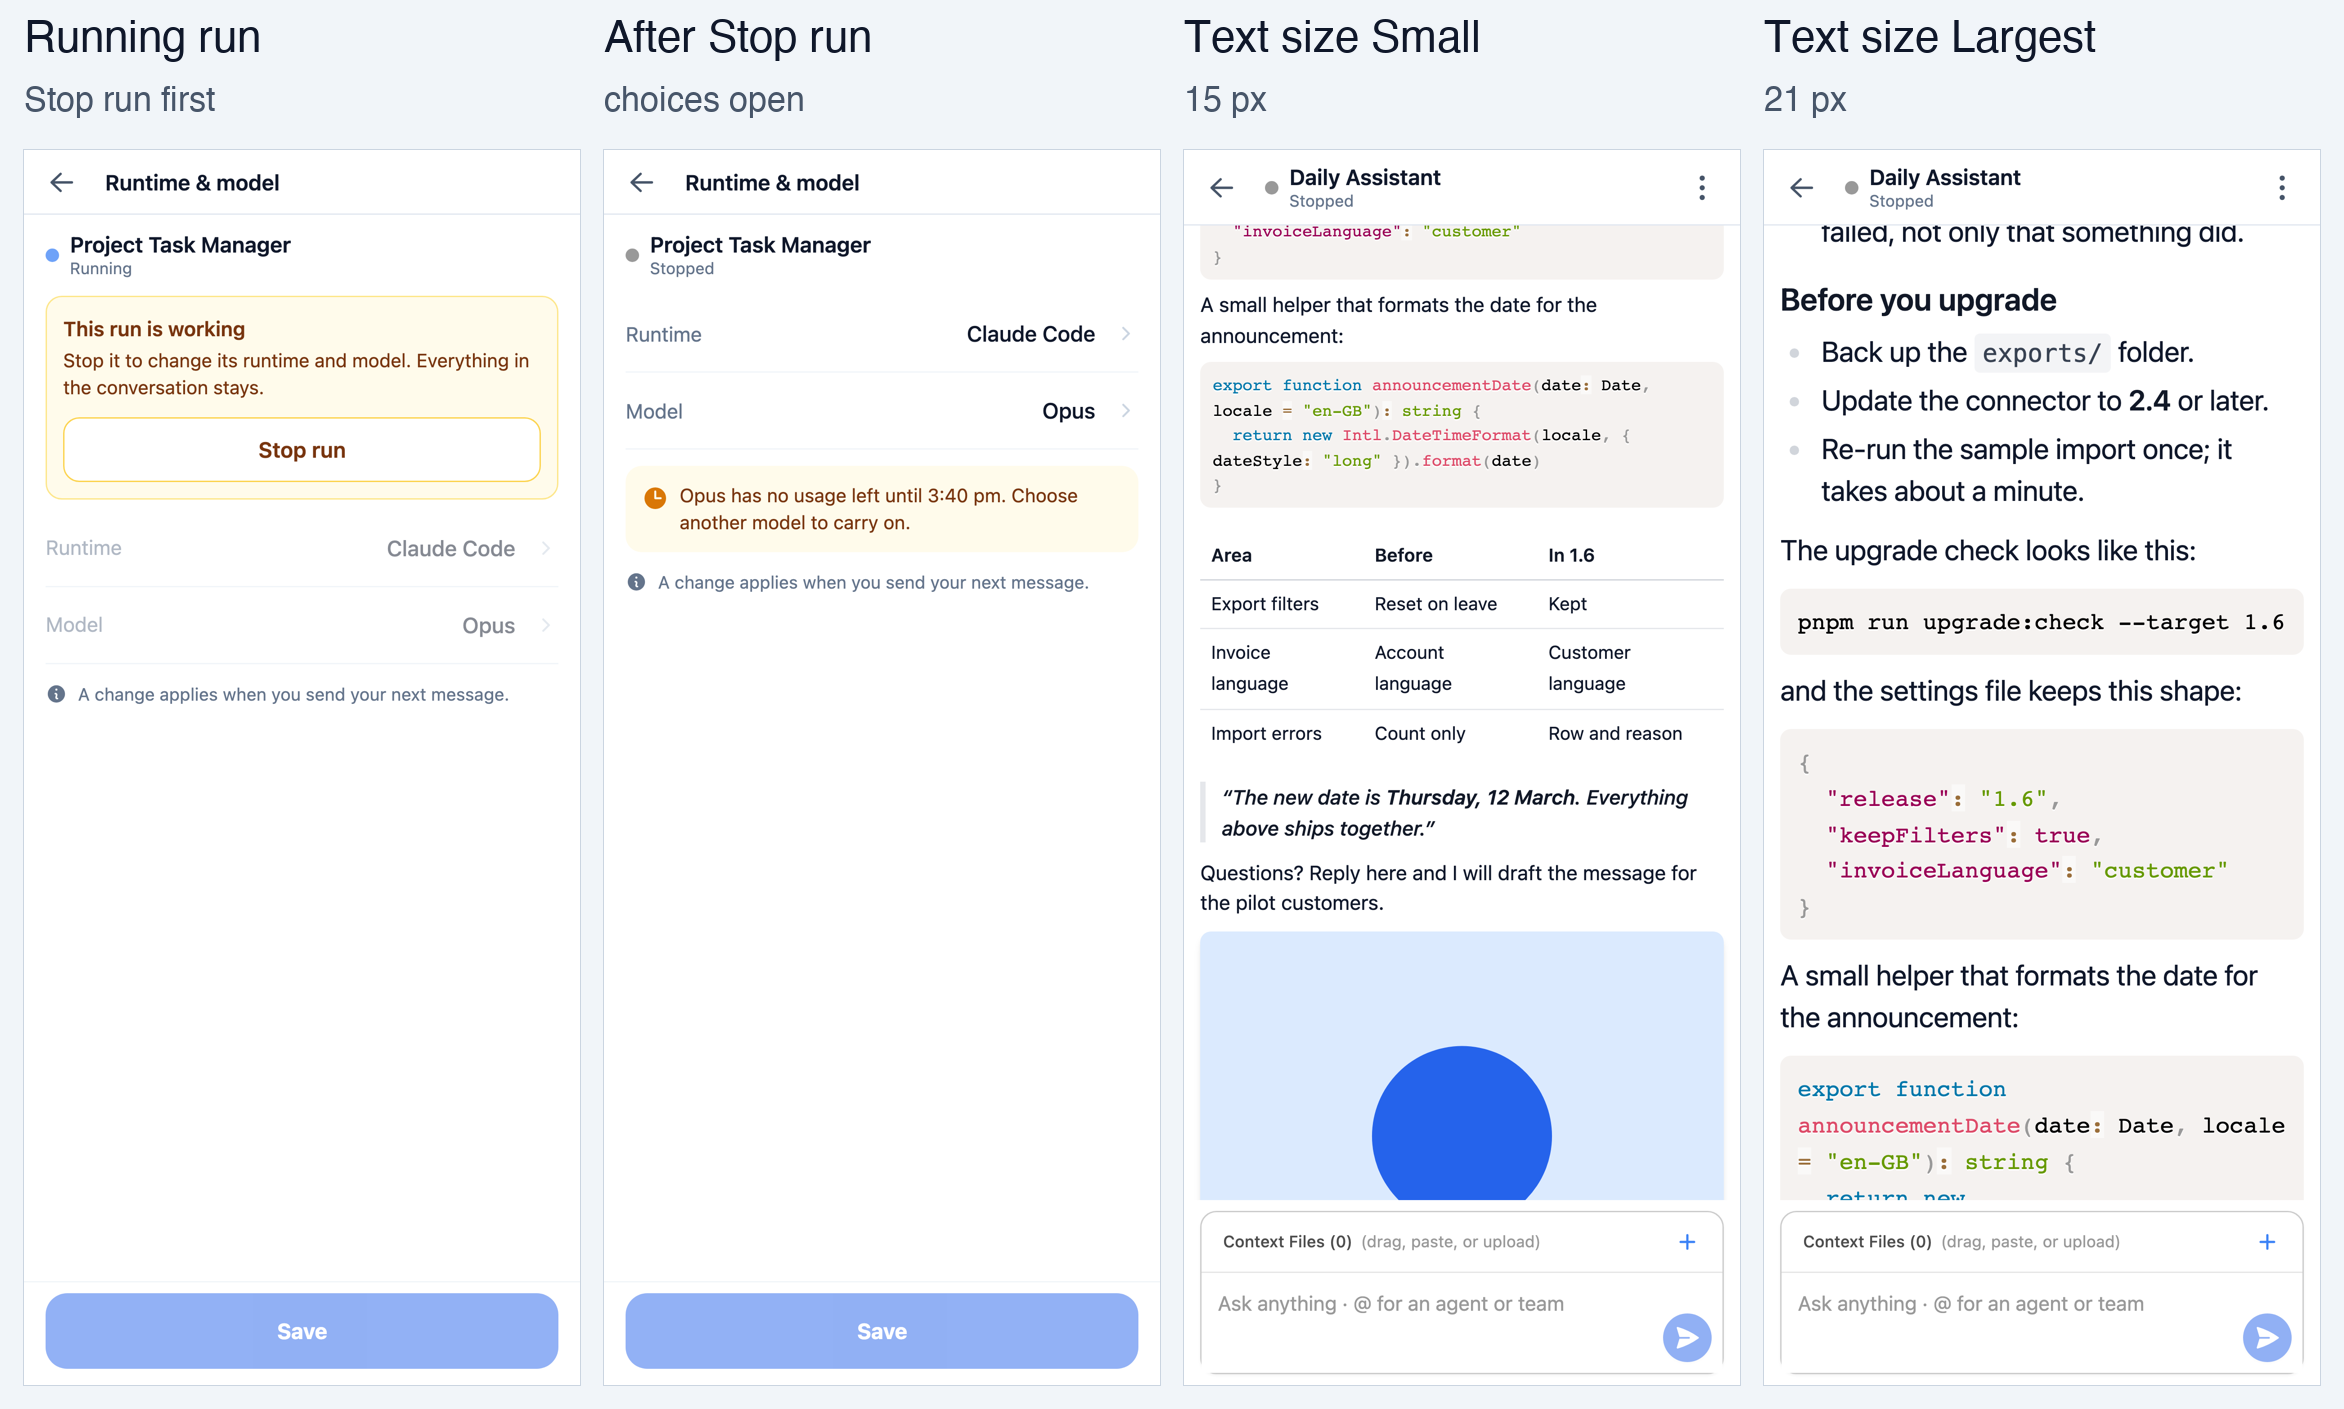 Running run
Stop run first
Runtime & model
Project Task Manager
Running
This run is working
Stop it to change its runtime and model. Everything in
the conversation stays.
Stop run
Runtime Claude Code
Model Opus
A change applies when you send your next message.
Save
After Stop run
choices open
Runtime & model
Project Task Manager
Stopped
Runtime Claude Code
Model Opus
Opus has no usage left until 3:40 pm. Choose
another model to carry on.
A change applies when you send your next message.
Save
Text size Small
15 px
Daily Assistant
Stopped
"invoiceLanguage": "customer"
}
A small helper that formats the date for the
announcement:
export function announcementDate(date: Date,
locale = "en-GB"): string {
return new Intl.DateTimeFormat(locale, {
dateStyle: "long" }).format(date)
}
Area Before In 1.6
Export filters Reset on leave Kept
Invoice Account Customer
language language language
Import errors Count only Row and reason
“The new date is Thursday, 12 March. Everything
above ships together.”
Questions? Reply here and I will draft the message for
the pilot customers.
Context Files (0) (drag, paste, or upload)
Ask anything · @ for an agent or team
Text size Largest
21 px
Daily Assistant
Stopped
failed, not only that something did.
Before you upgrade
Back up the exports/ folder.
Update the connector to 2.4 or later.
Re-run the sample import once; it
takes about a minute.
The upgrade check looks like this:
pnpm run upgrade:check --target 1.6
and the settings file keeps this shape:
{
"release": "1.6",
"keepFilters": true,
"invoiceLanguage": "customer"
}
A small helper that formats the date for
the announcement:
export function
announcementDate(date: Date, locale
= "en-GB"): string {
return new
Context Files (0) (drag, paste, or upload)
Ask anything · @ for an agent or team